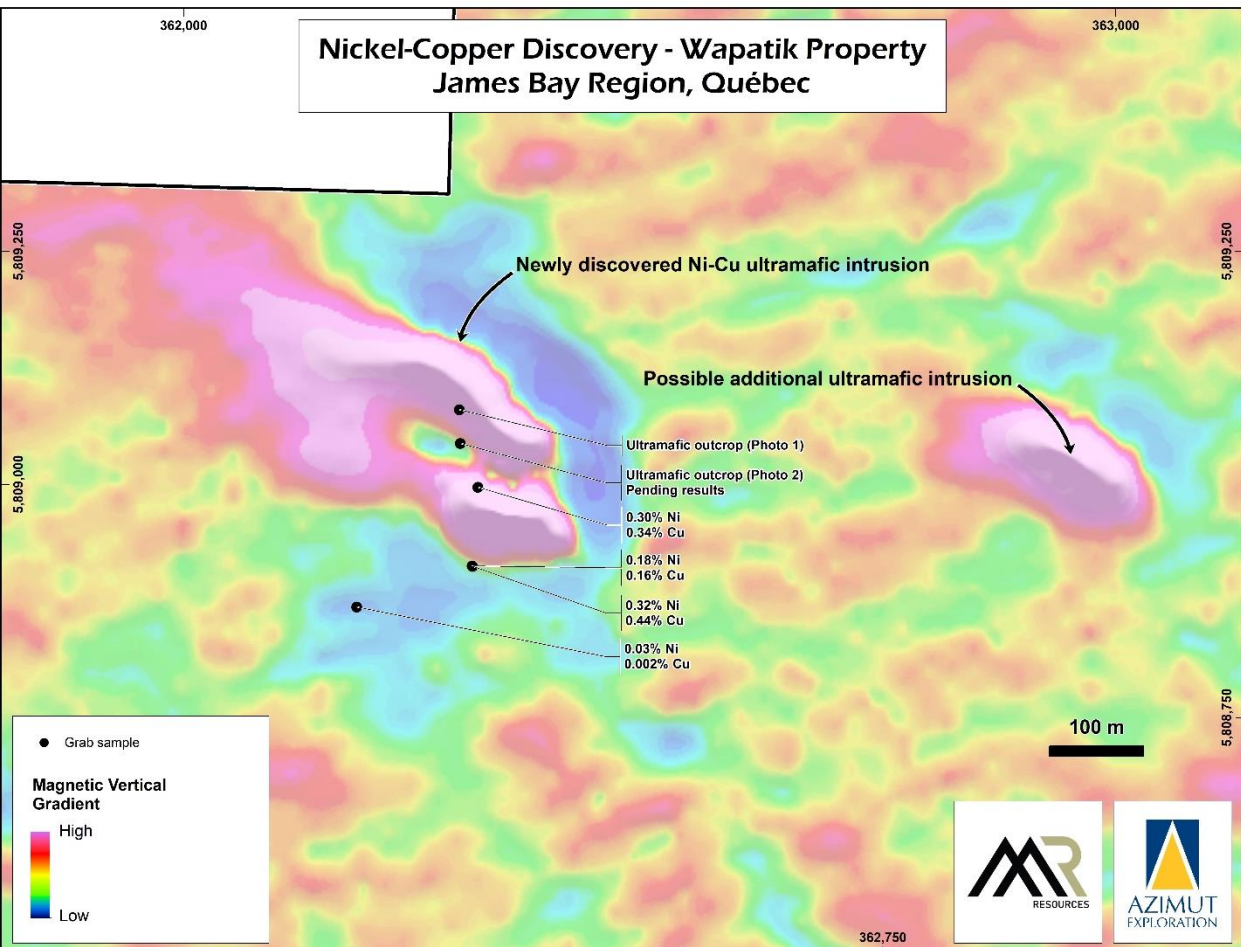 362,000
363,000
Nickel-Copper Discovery - Wapatik Property
James Bay Region, Québec
5,809,250
5,809,250
Newly discovered Ni-Cu ultramafic intrusion
Possible additional ultramafic intrusion
Ultramafic outcrop (Photo 1)
Ultramafic outcrop (Photo 2)
Pending results
5,809,000
5,809,000
0.30% Ni
0.34% Cu
0.18% Ni
0.16% Cu
0.32% Ni
0.44% Cu
0.03% Ni
0.002% Cu
5,808,750
100 m
Grab sample
Magnetic Vertical
Gradient
High
Low
MR
RESOURCES
AZIMUT
EXPLORATION
362,750